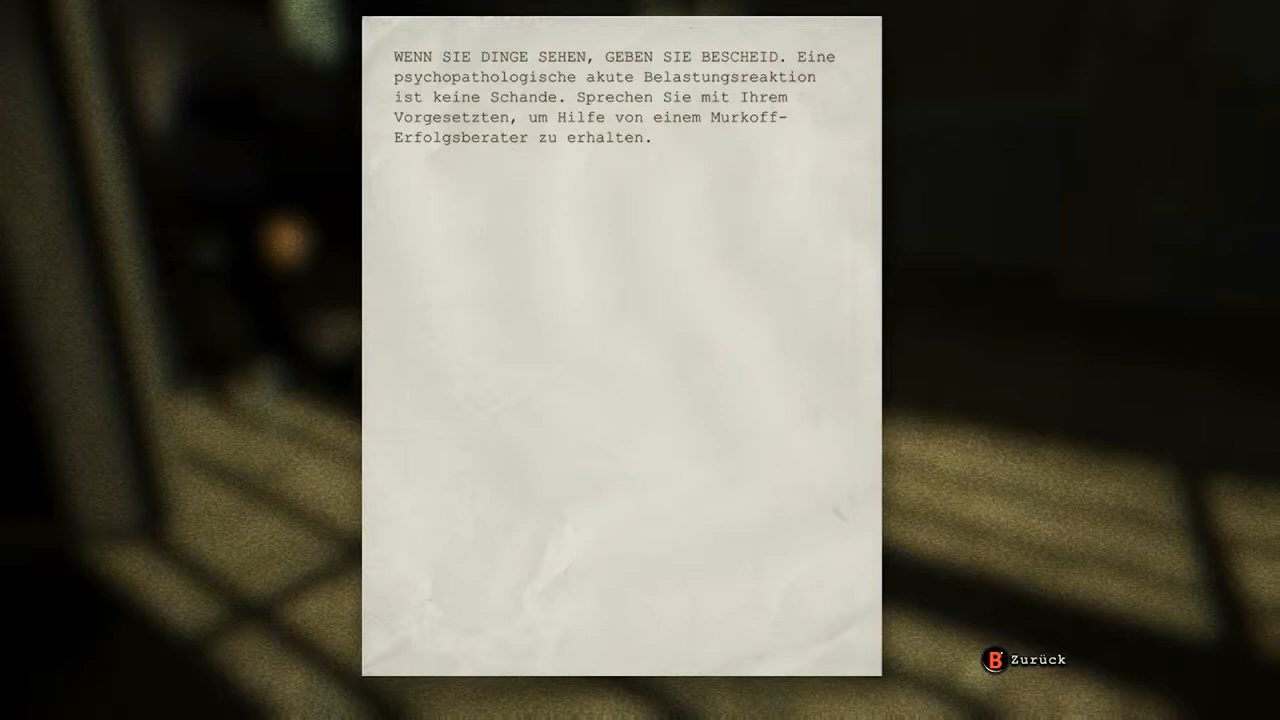 WENN SIE DINGE SEHEN, GEBEN SIE BESCHEID. Eine
psychopathologische akute Belastungsreaktion
ist keine Schande. Sprechen Sie mit Ihrem
Vorgesetzten, um Hilfe von einem Murkoff-
Erfolgsberater zu erhalten.
B Zurück